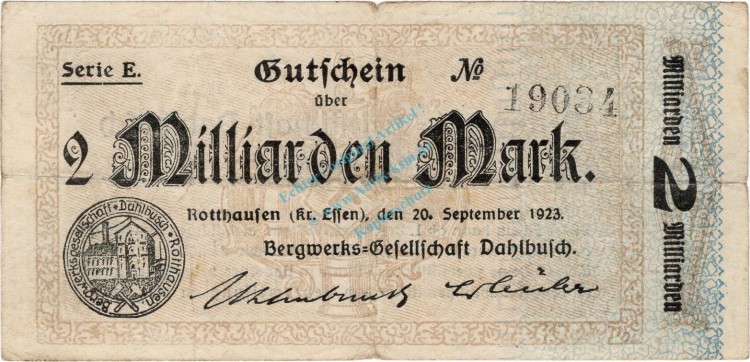 Serie E. Gutschein № 19034
über
2 Milliarden Mark.
Rotthausen (Kr. Essen), den 20. September 1923.
Bergwerks=Gesellschaft Dahlbusch.
Bergwerksgesellschaft • Dahlbusch • Rotthausen
Milliarden 2 Milliarden